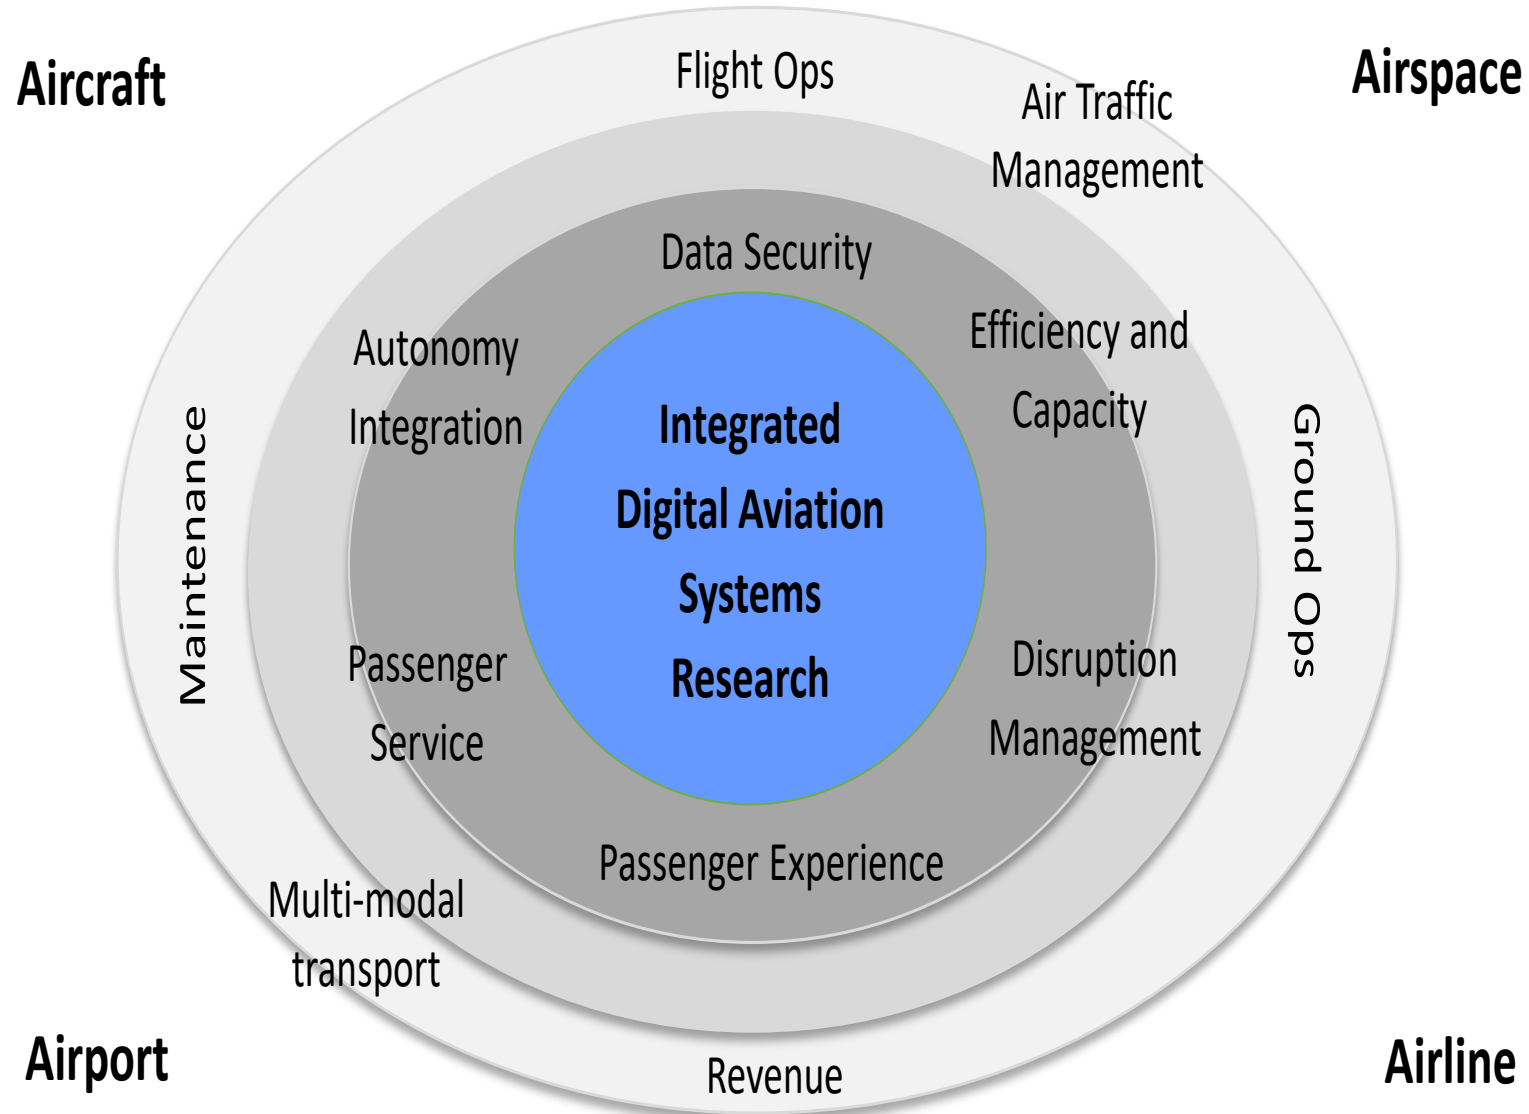 Aircraft
Flight Ops
Airspace
Air Traffic
Management
Data Security
Autonomy
Integration
Efficiency and
Capacity
Integrated
Digital Aviation
Systems
Research
Maintenance
Ground Ops
Passenger
Service
Disruption
Management
Passenger Experience
Multi-modal
transport
Airport
Revenue
Airline